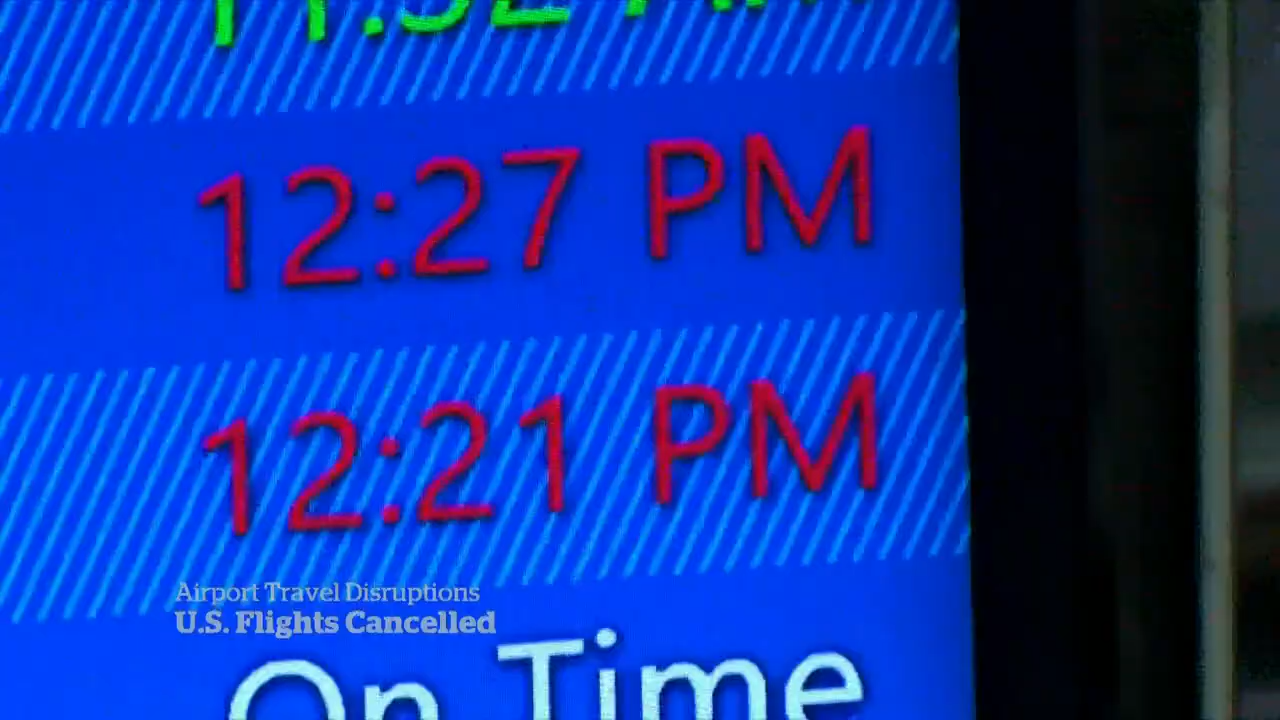 12:27 PM
12:21 PM
Airport Travel Disruptions
U.S. Flights Cancelled
On Time